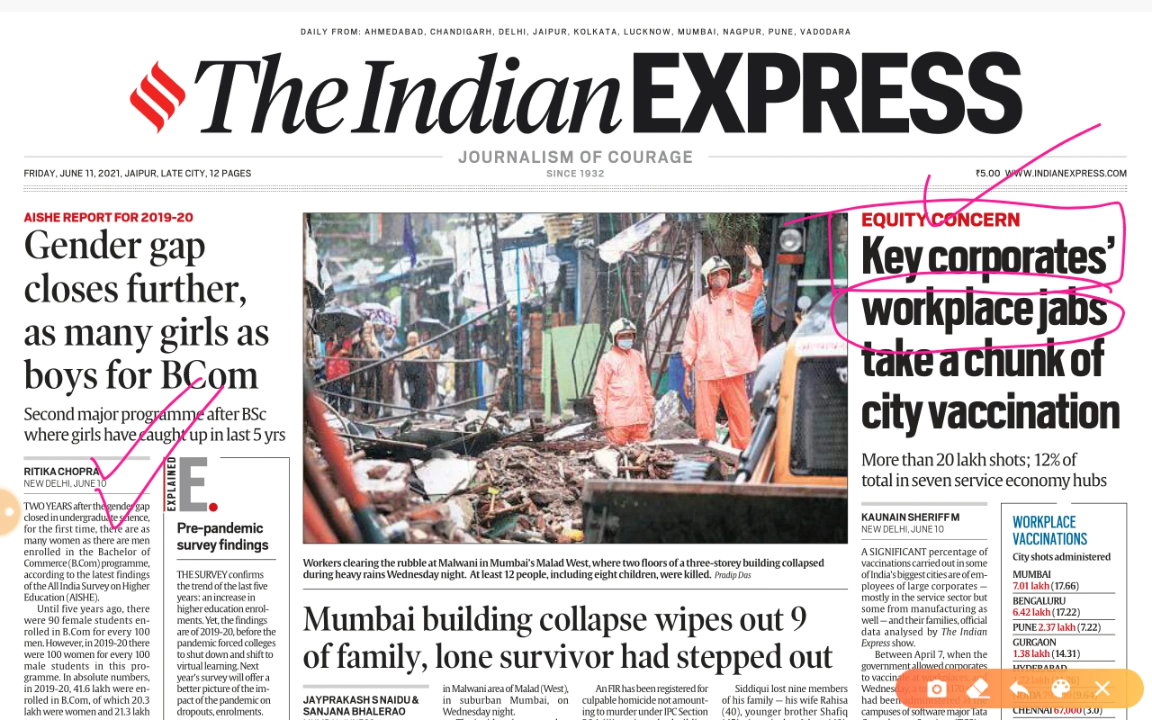 DAILY FROM: AHMEDABAD, CHANDIGARH, DELHI, JAIPUR, KOLKATA, LUCKNOW, MUMBAI, NAGPUR, PUNE, VADODARA
The Indian EXPRESS
JOURNALISM OF COURAGE
SINCE 1932
FRIDAY, JUNE 11, 2021, JAIPUR, LATE CITY, 12 PAGES
₹5.00 WWW.INDIANEXPRESS.COM
AISHE REPORT FOR 2019-20
Gender gap
closes further,
as many girls as
boys for BCom
Second major programme after BSc
where girls have caught up in last 5 yrs
RITIKA CHOPRA
NEW DELHI, JUNE 10
TWO YEARS after the gender gap
closed in undergraduate science,
for the first time, there are as
many women as there are men
enrolled in the Bachelor of
Commerce (B.Com) programme,
according to the latest findings
of the All India Survey on Higher
Education (AISHE).
Until five years ago, there
were 90 female students en-
rolled in B.Com for every 100
men. However, in 2019-20 there
were 100 women for every 100
male students in this pro-
gramme. In absolute numbers,
in 2019-20, 41.6 lakh were en-
rolled in B.Com, of which 20.3
lakh were women and 21.3 lakh
EXPLAINED
E.
Pre-pandemic
survey findings
THE SURVEY confirms
the trend of the last five
years: an increase in
higher education enrol-
ments. Yet, the findings
are of 2019-20, before the
pandemic forced colleges
to shut down and shift to
virtual learning. Next
year's survey will offer a
better picture of the im-
pact of the pandemic on
dropouts, enrolments.
Workers clearing the rubble at Malwani in Mumbai's Malad West, where two floors of a three-storey building collapsed
during heavy rains Wednesday night. At least 12 people, including eight children, were killed. Pradip Das
Mumbai building collapse wipes out 9
of family, lone survivor had stepped out
JAYPRAKASH S NAIDU &
SANJANA BHALERAO
in Malwani area of Malad (West),
in suburban Mumbai, on
Wednesday night.
An FIR has been registered for
culpable homicide not amount-
ing to murder under IPC Section
Siddiqui lost nine members
of his family — his wife Rahisa
(40), younger brother Shafiq
EQUITY CONCERN
Key corporates'
workplace jabs
take a chunk of
city vaccination
More than 20 lakh shots; 12% of
total in seven service economy hubs
KAUNAIN SHERIFF M
NEW DELHI, JUNE 10
A SIGNIFICANT percentage of
vaccinations carried out in some
of India's biggest cities are of em-
ployees of large corporates —
mostly in the service sector but
some from manufacturing as
well — and their families, official
data analysed by The Indian
Express show.
Between April 7, when the
government allowed corporates
to vaccinate
Wednesday,
had been
campuses of software major Tata
WORKPLACE
VACCINATIONS
City shots administered
MUMBAI
7.01 lakh (17.66)
BENGALURU
6.42 lakh (17.22)
PUNE 2.37 lakh (7.22)
GURGAON
1.38 lakh (14.31)
HYDERABAD
CHENNAI 67,000 (3.0)